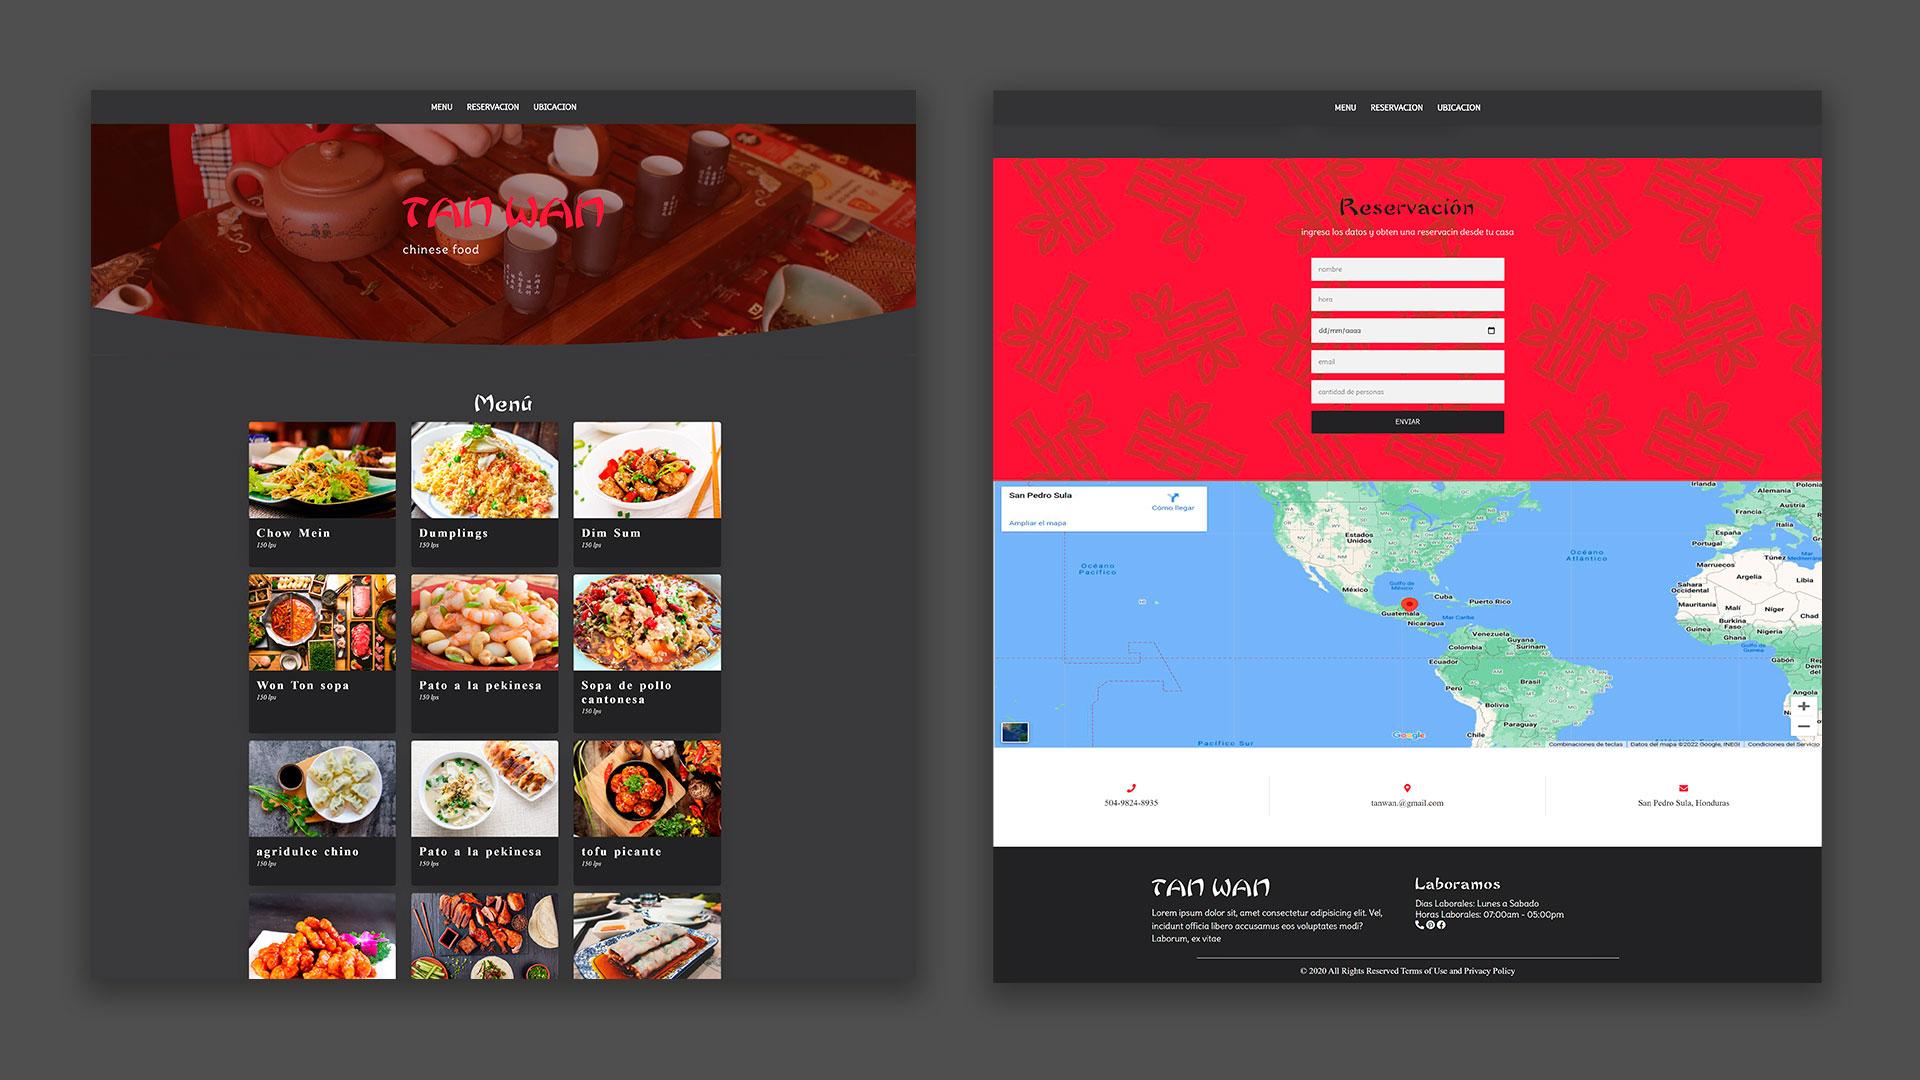 MENU RESERVACION UBICACION
TAN WAN
chinese food
Menú
Chow Mein
150 lps
Dumplings
150 lps
Dim Sum
150 lps
Won Ton sopa
150 lps
Pato a la pekinesa
150 lps
Sopa de pollo
cantonesa
150 lps
agridulce chino
150 lps
Pato a la pekinesa
150 lps
tofu picante
150 lps
MENU RESERVACION UBICACION
Reservación
ingresa los datos y obten una reservacin desde tu casa
nombre
hora
dd/mm/aaaa
email
cantidad de personas
ENVIAR
San Pedro Sula
Cómo llegar
Ampliar el mapa
Océano
Pacífico
Estados
Unidos
Golfo de
México
México
Cuba
Puerto Rico
Guatemala
Mar Caribe
Nicaragua
Venezuela
Guyana
Colombia
Surinam
Ecuador
Perú
Brasil
Bolivia
Paraguay
Chile
Océano
Atlántico
Irlanda
Polonia
Alemania
Francia
Austria
Italia
España
Portugal
Túnez
Mar
Mediterráneo
Marruecos
Argelia
Libia
Sahara
Occidental
Mauritania
Malí
Níger
Chad
Burkina
Faso
Guinea
Nigeria
Ghana
Golfo de
Guinea
Gabón
Angola
Pacífico Sur
Google
Combinaciones de teclas
Datos del mapa ©2022 Google, INEGI
Condiciones del Servicio
504-9824-8935
tanwan.@gmail.com
San Pedro Sula, Honduras
TAN WAN
Lorem ipsum dolor sit, amet consectetur adipisicing elit. Vel,
incidunt officia libero accusamus eos voluptates modi?
Laborum, ex vitae
Laboramos
Dias Laborales: Lunes a Sabado
Horas Laborales: 07:00am - 05:00pm
© 2020 All Rights Reserved Terms of Use and Privacy Policy